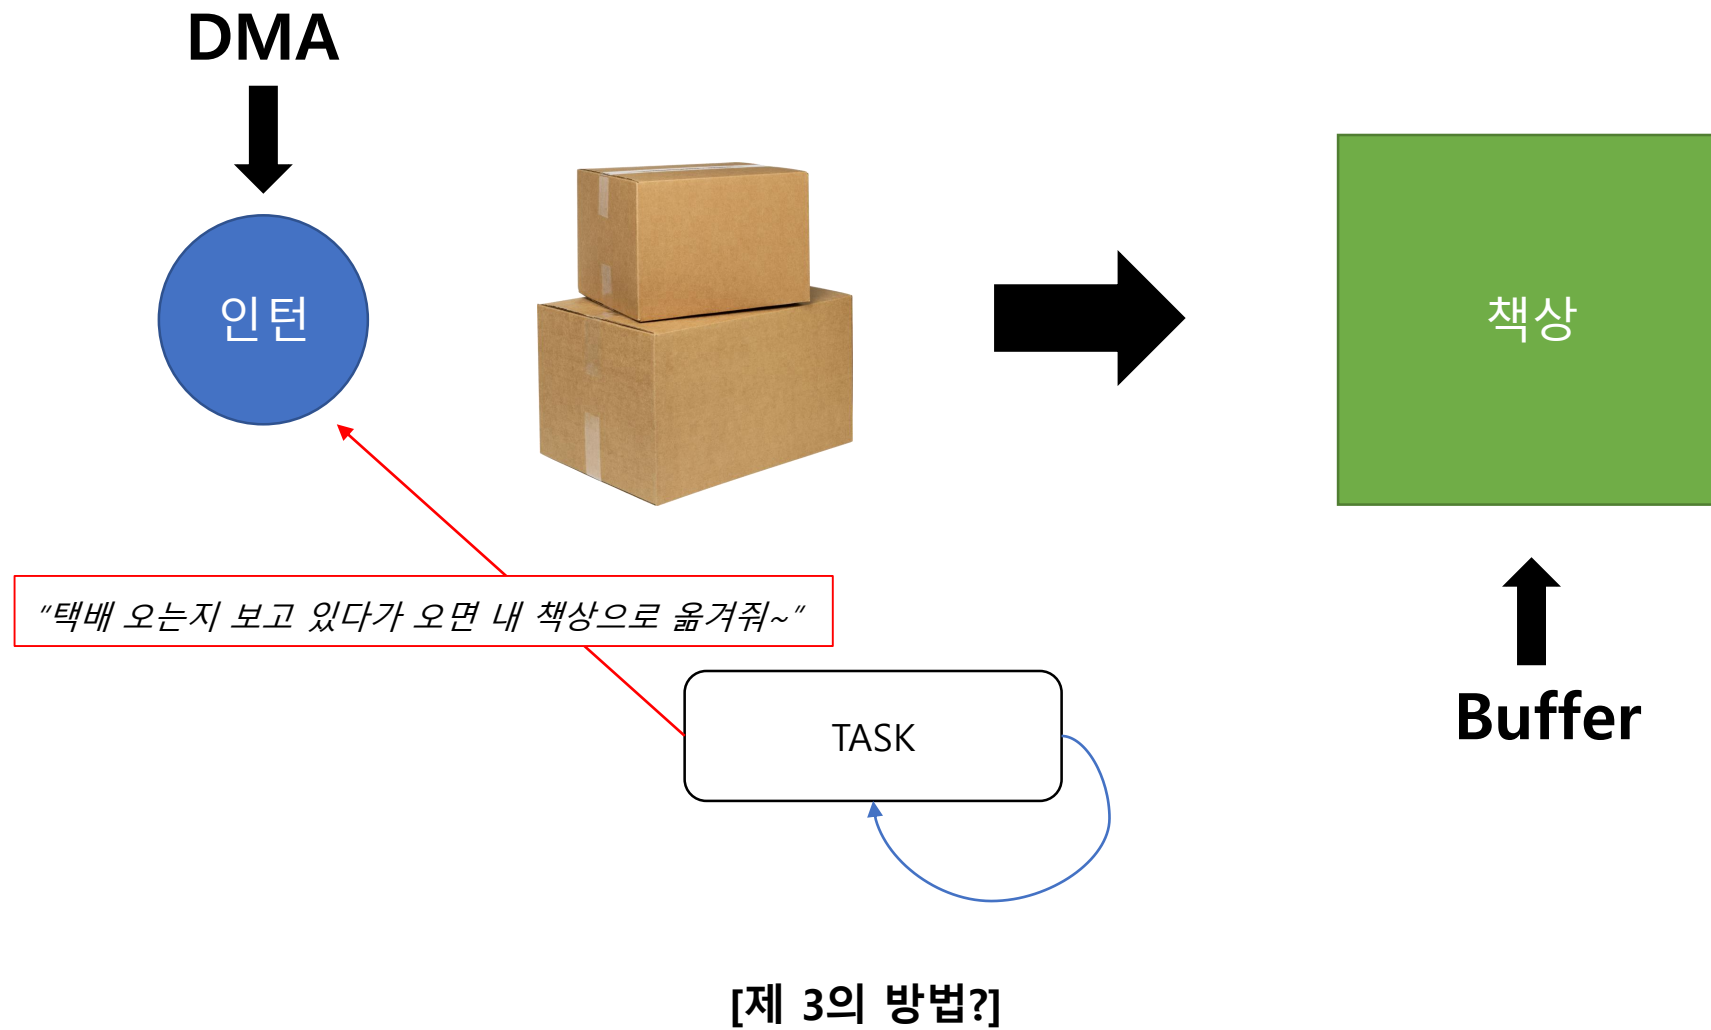 DMA
인턴
책상
"택배 오는지 보고 있다가 오면 내 책상으로 옮겨줘~"
TASK
Buffer
[제 3의 방법?]